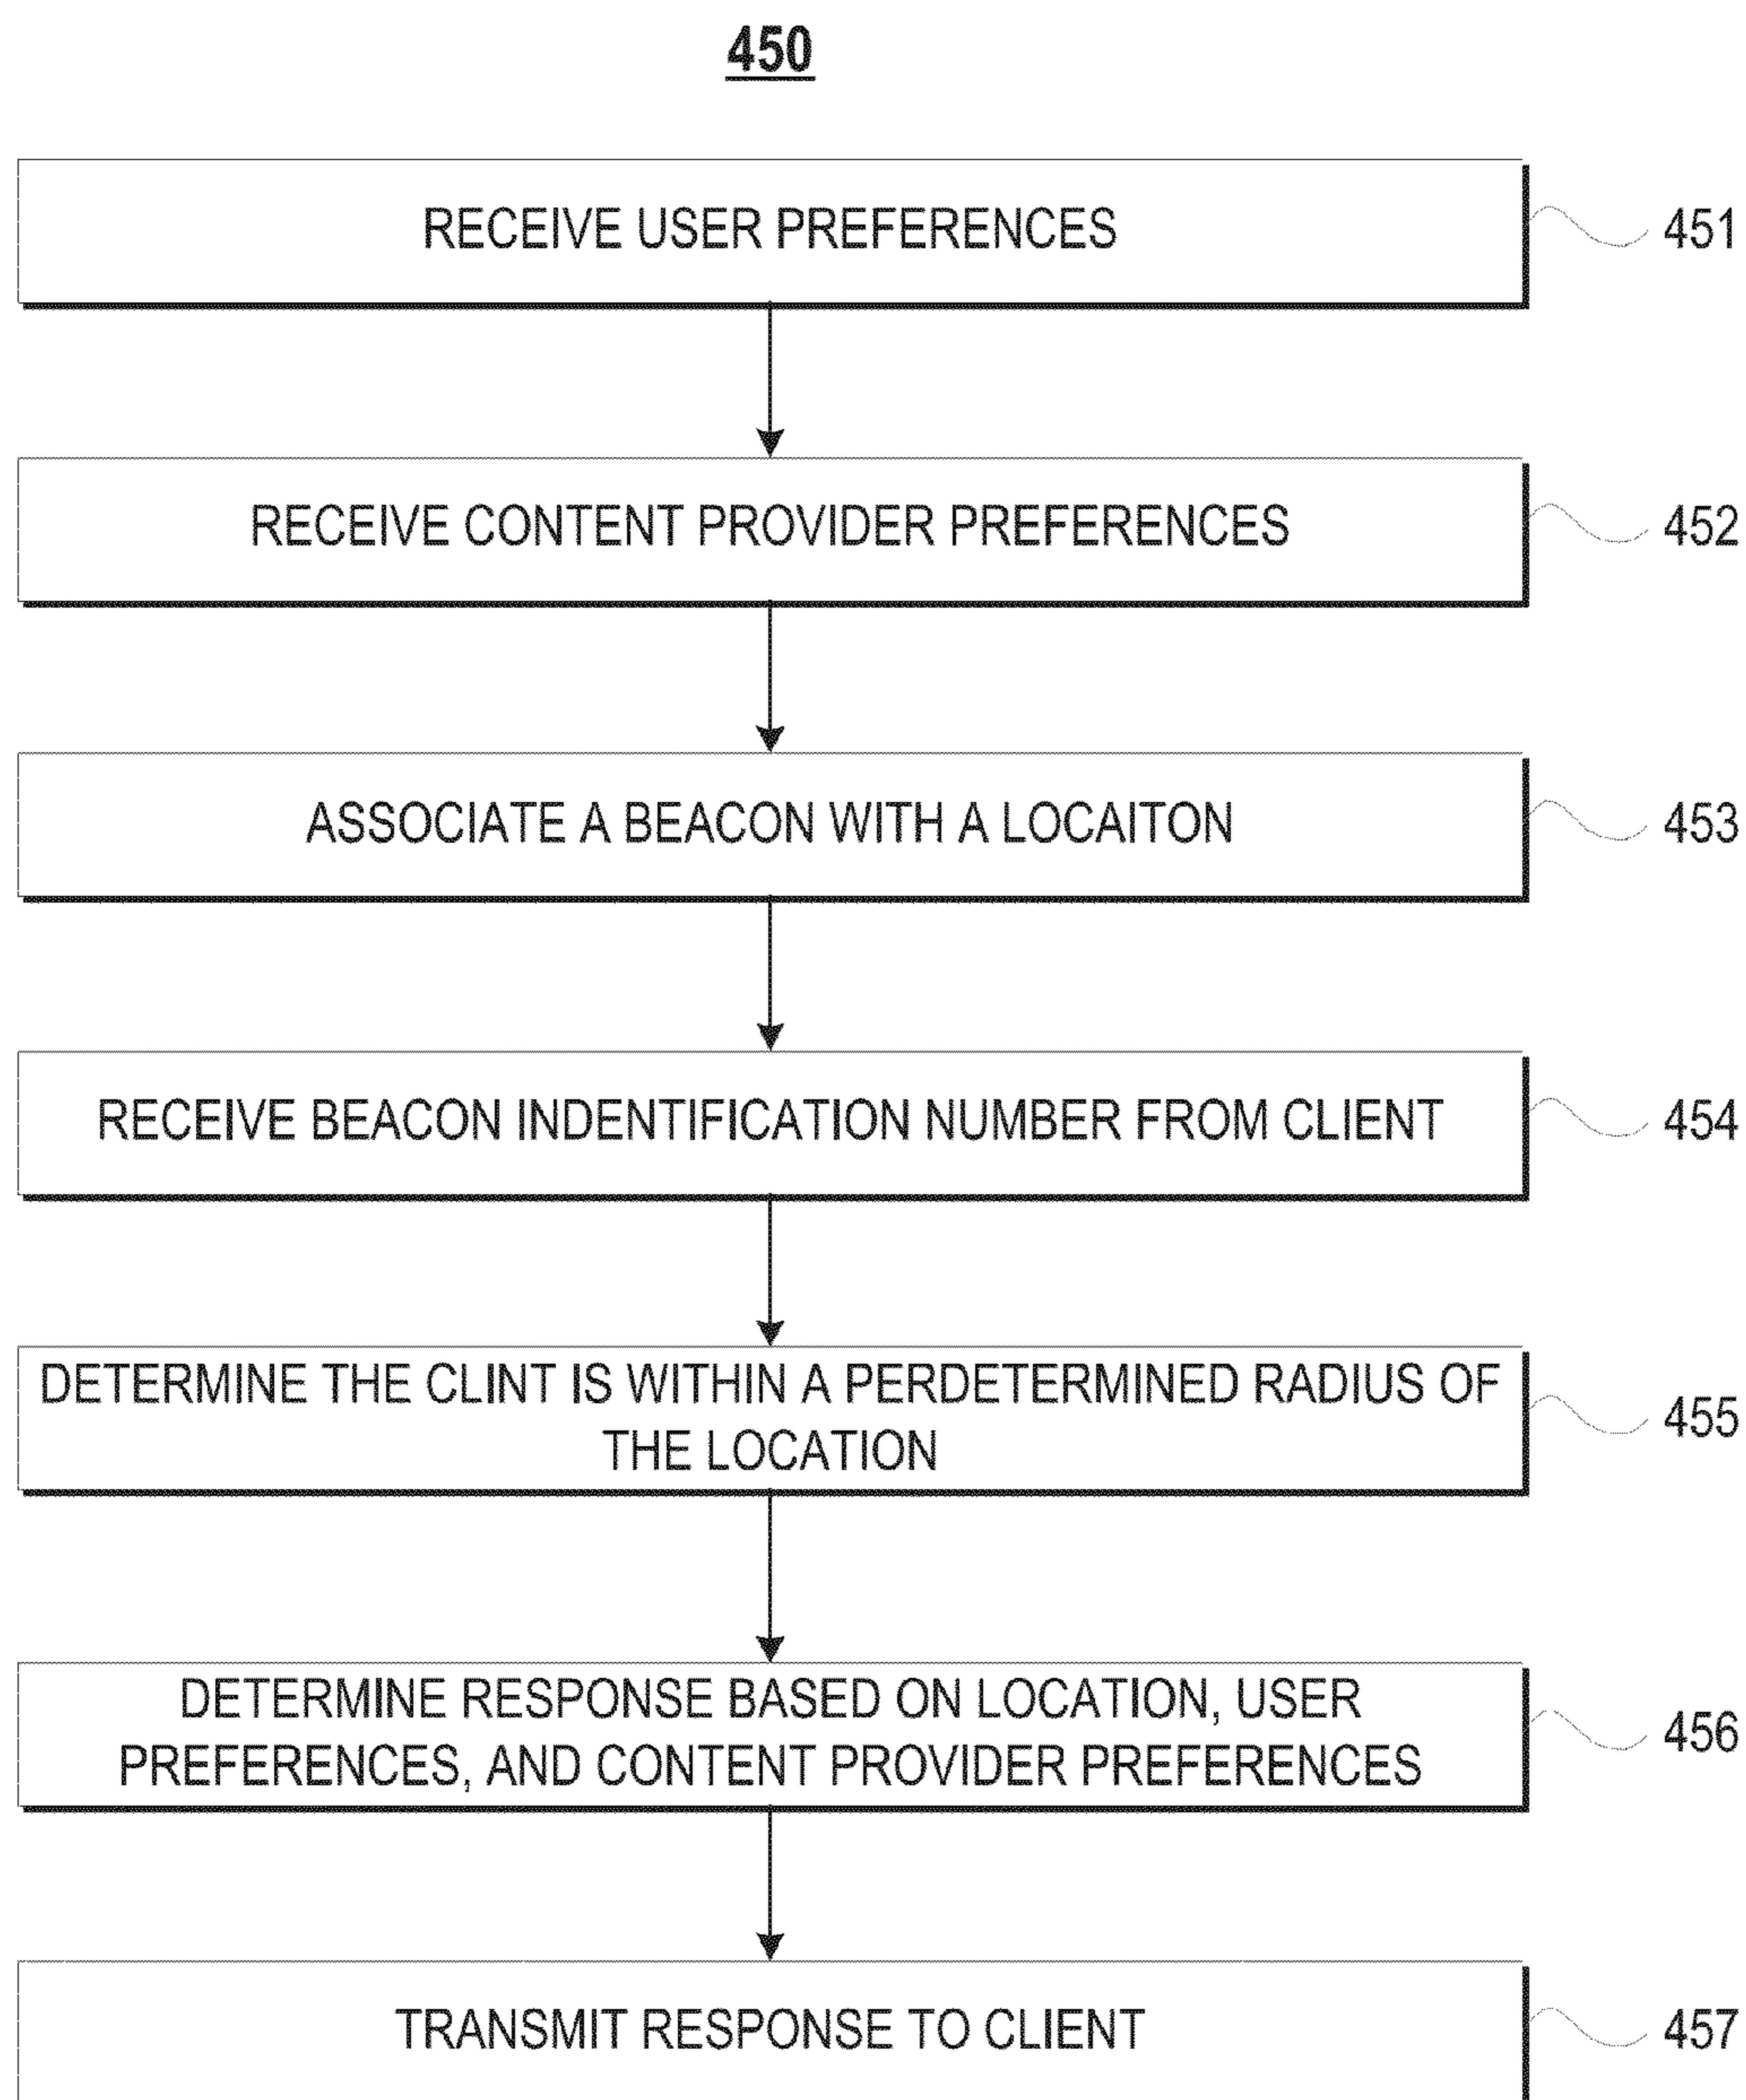 450
RECEIVE USER PREFERENCES
451
RECEIVE CONTENT PROVIDER PREFERENCES
452
ASSOCIATE A BEACON WITH A LOCAITON
453
RECEIVE BEACON INDENTIFICATION NUMBER FROM CLIENT
454
DETERMINE THE CLINT IS WITHIN A PERDETERMINED RADIUS OF
THE LOCATION
455
DETERMINE RESPONSE BASED ON LOCATION, USER
PREFERENCES, AND CONTENT PROVIDER PREFERENCES
456
TRANSMIT RESPONSE TO CLIENT
457